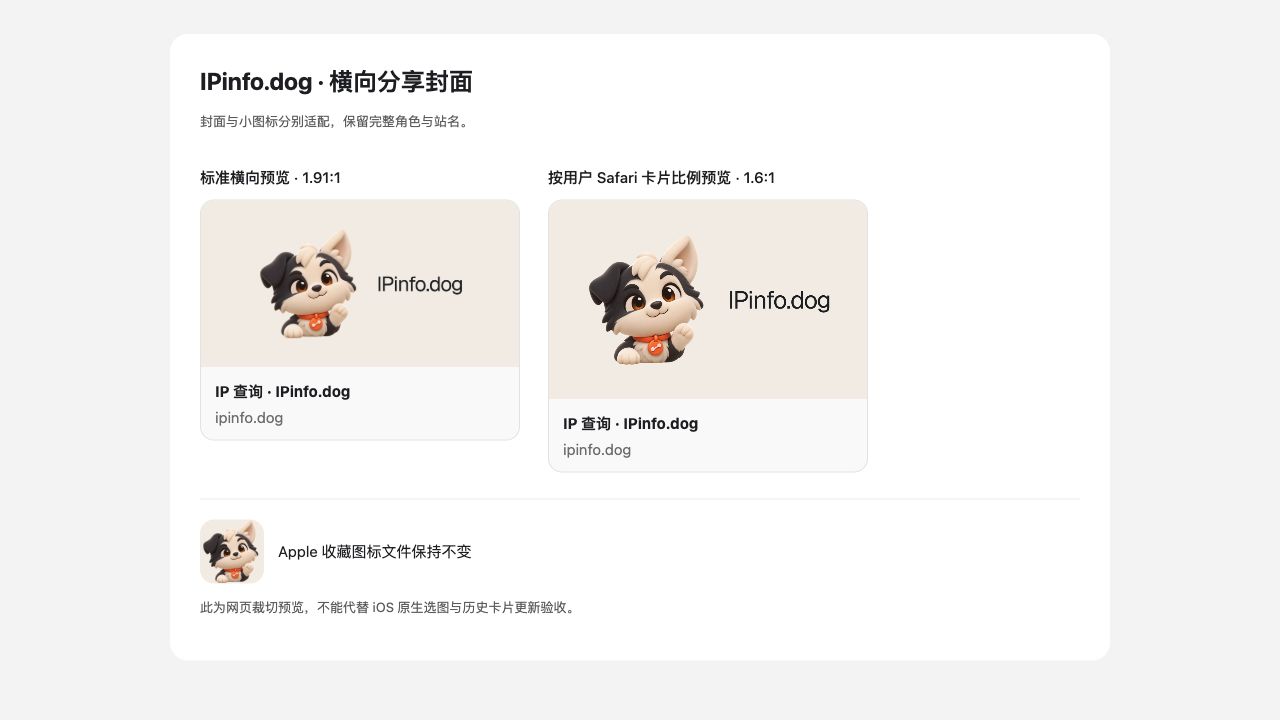 IPinfo.dog · 横向分享封面
封面与小图标分别适配，保留完整角色与站名。
标准横向预览 · 1.91:1
IPinfo.dog
IP 查询 · IPinfo.dog
ipinfo.dog
按用户 Safari 卡片比例预览 · 1.6:1
IPinfo.dog
IP 查询 · IPinfo.dog
ipinfo.dog
Apple 收藏图标文件保持不变
此为网页裁切预览，不能代替 iOS 原生选图与历史卡片更新验收。